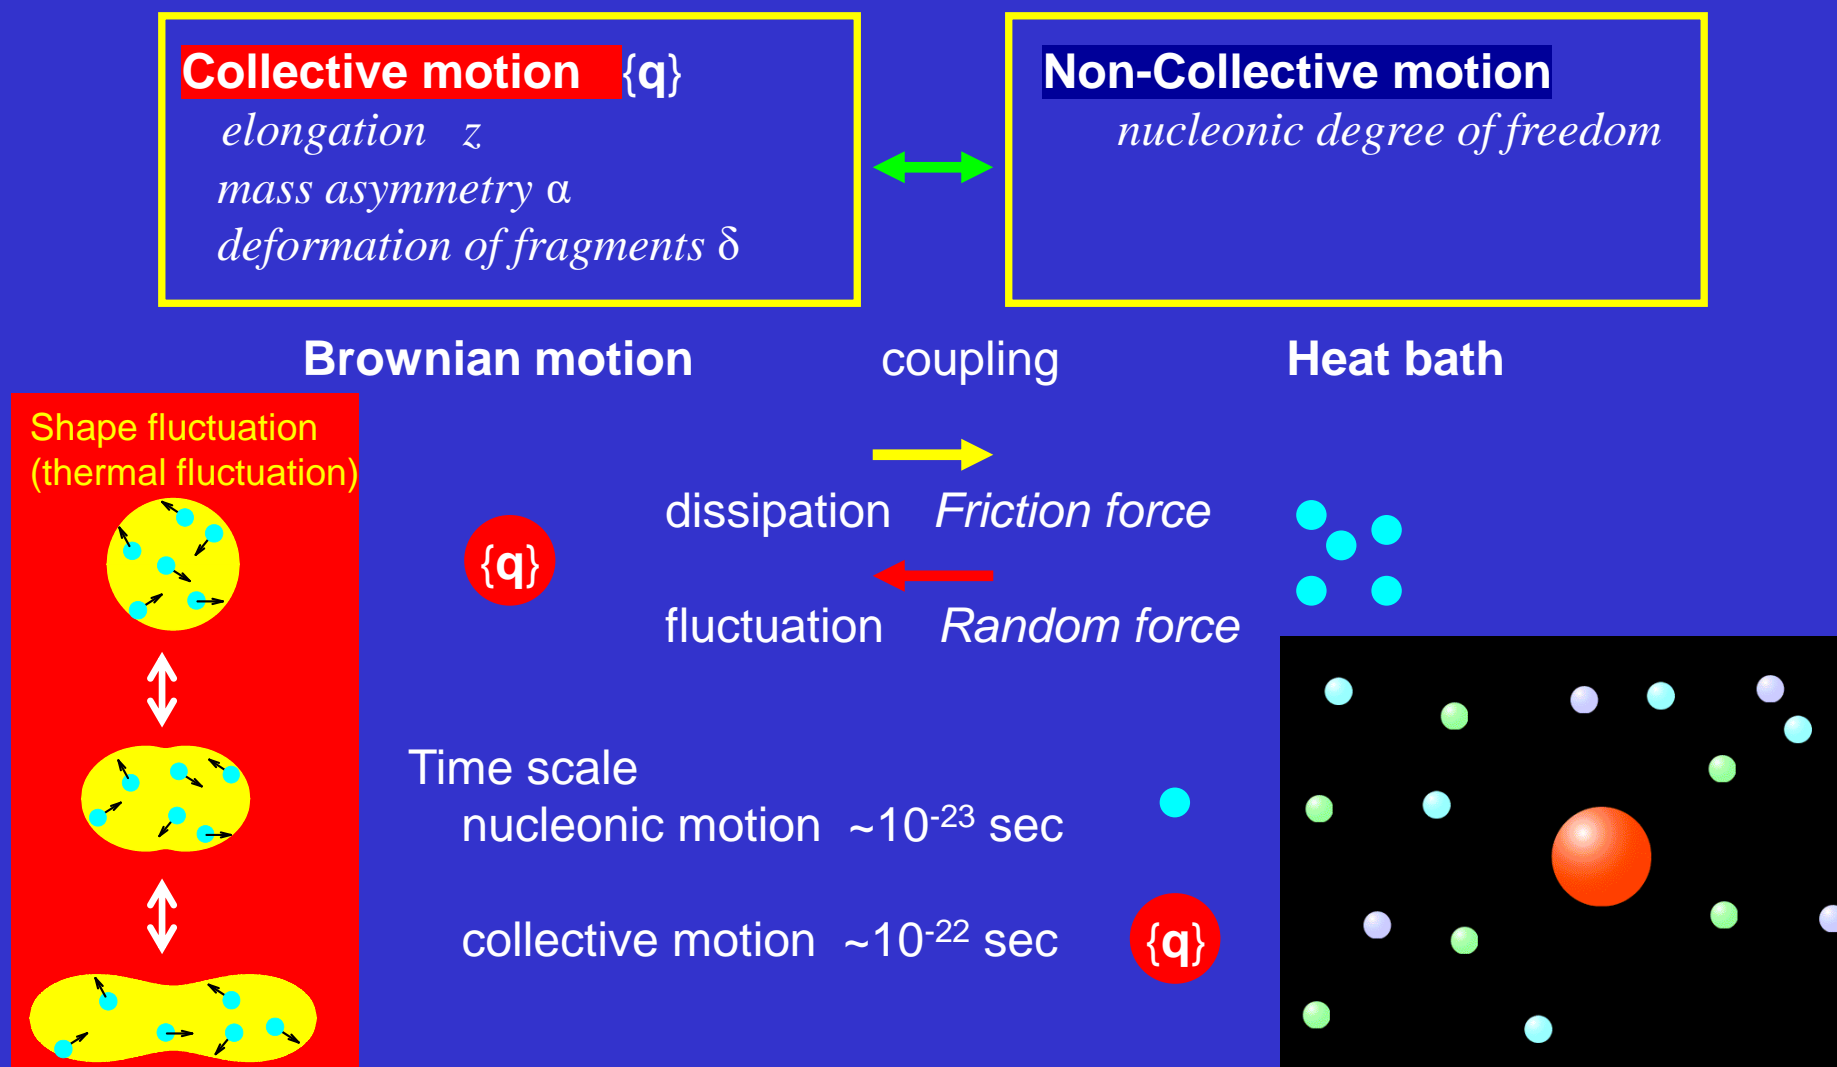 Collective motion {q}
elongation z
mass asymmetry α
deformation of fragments δ
Non-Collective motion
nucleonic degree of freedom
Brownian motion coupling Heat bath
Shape fluctuation
(thermal fluctuation)
{q}
dissipation Friction force
fluctuation Random force
Time scale
nucleonic motion ~10⁻²³ sec
collective motion ~10⁻²² sec
{q}